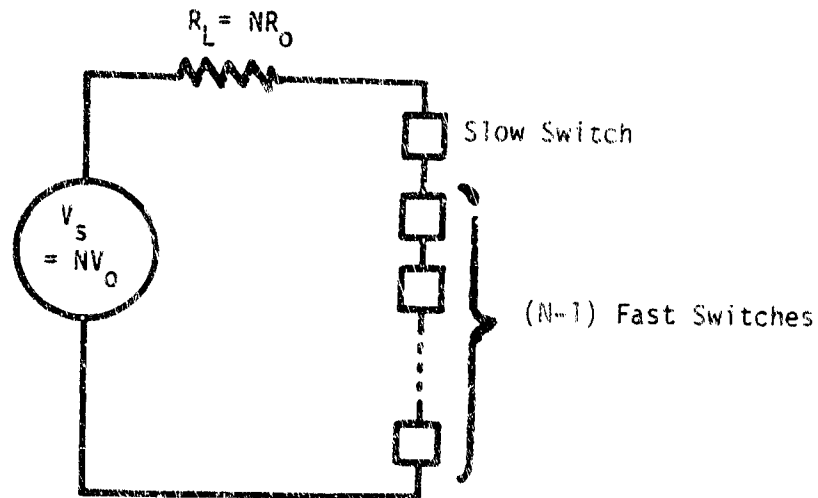 R_L = NR_O
Slow Switch
V_s
= NV_O
(N-1) Fast Switches